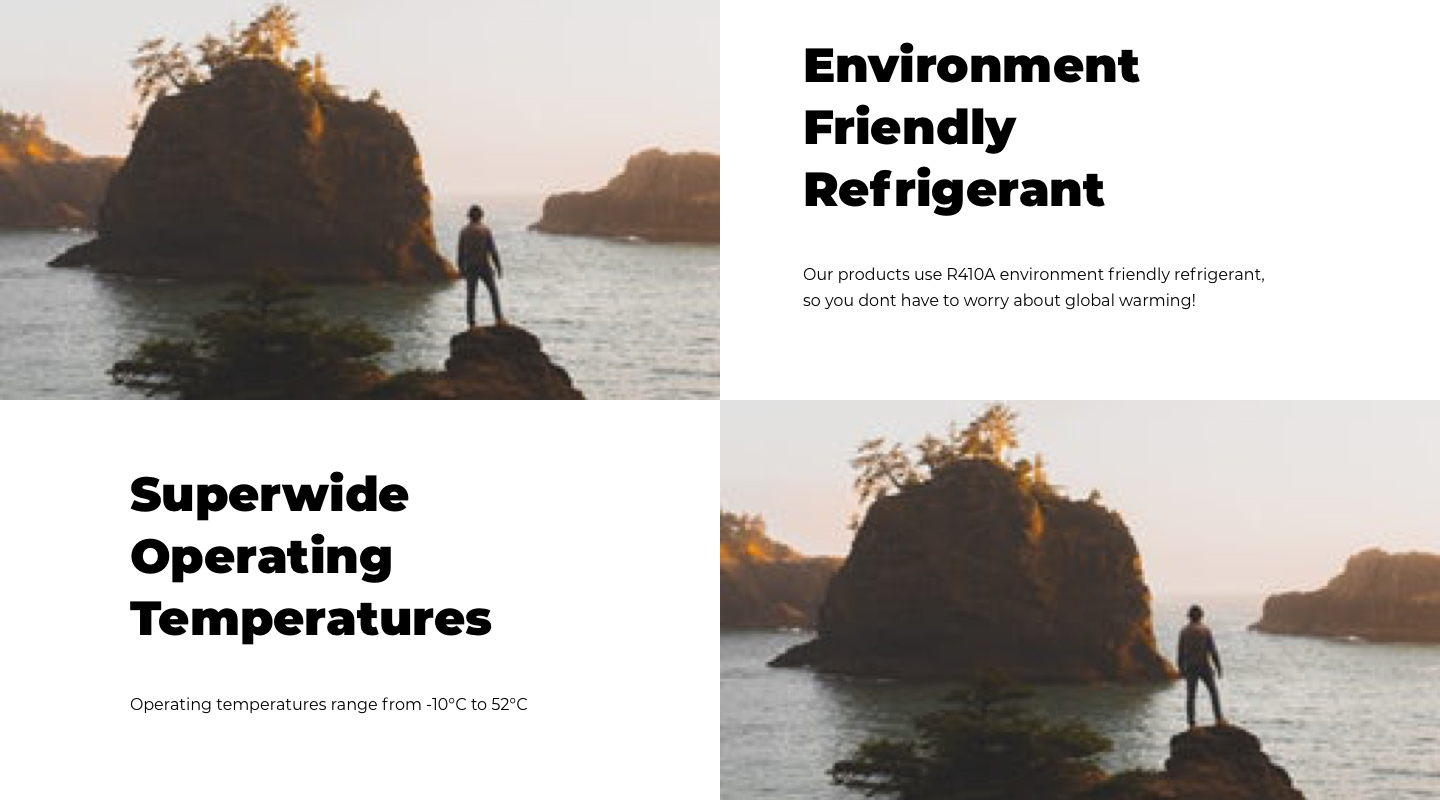 Environment
Friendly
Refrigerant
Our products use R410A environment friendly refrigerant,
so you dont have to worry about global warming!
Superwide
Operating
Temperatures
Operating temperatures range from -10°C to 52°C